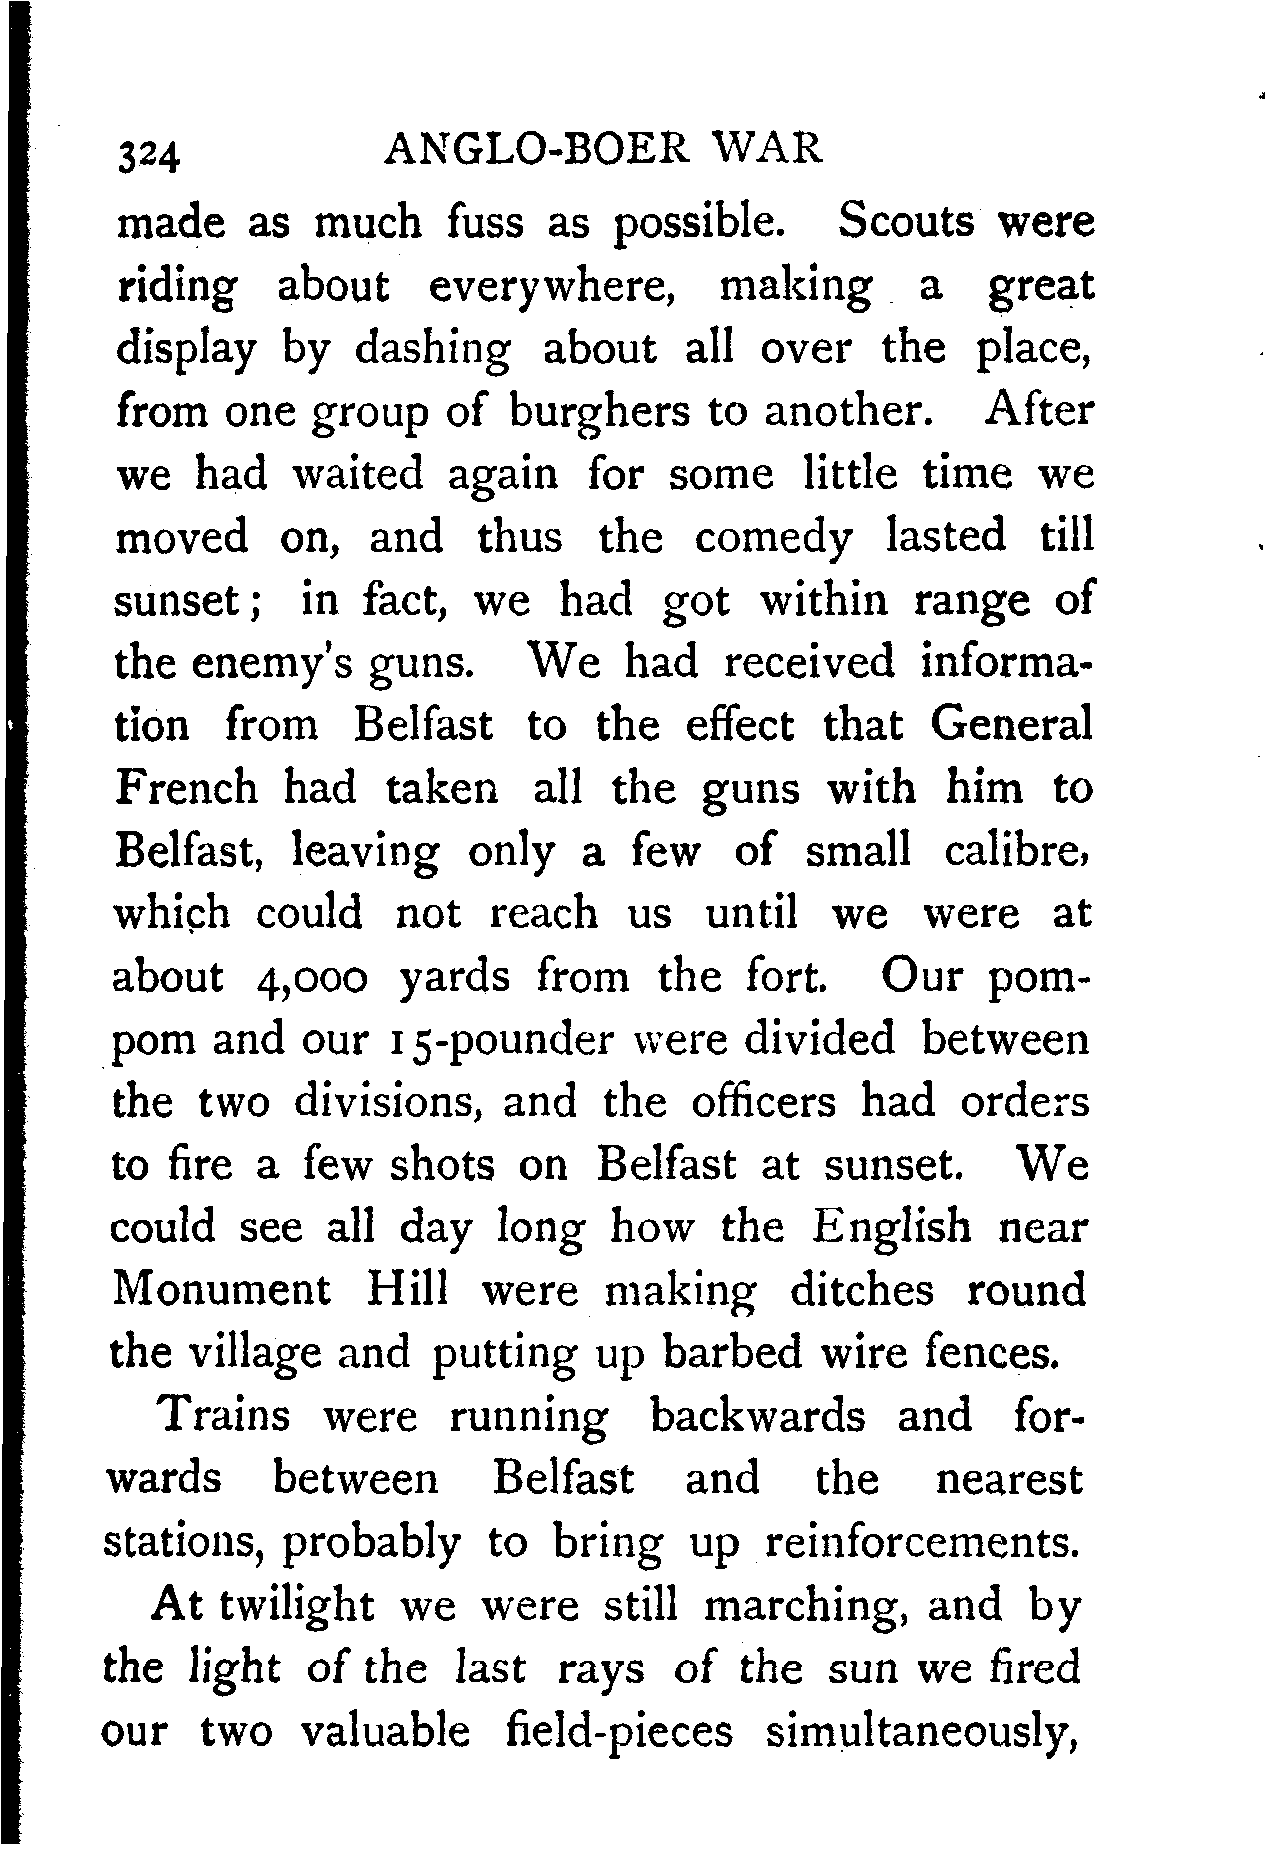 324 ANGLO-BOER WAR
made as much fuss as possible. Scouts were
riding about everywhere, making a great
display by dashing about all over the place,
from one group of burghers to another. After
we had waited again for some little time we
moved on, and thus the comedy lasted till
sunset; in fact, we had got within range of
the enemy's guns. We had received informa-
tion from Belfast to the effect that General
French had taken all the guns with him to
Belfast, leaving only a few of small calibre,
which could not reach us until we were at
about 4,000 yards from the fort. Our pom-
pom and our 15-pounder were divided between
the two divisions, and the officers had orders
to fire a few shots on Belfast at sunset. We
could see all day long how the English near
Monument Hill were making ditches round
the village and putting up barbed wire fences.
Trains were running backwards and for-
wards between Belfast and the nearest
stations, probably to bring up reinforcements.
At twilight we were still marching, and by
the light of the last rays of the sun we fired
our two valuable field-pieces simultaneously,